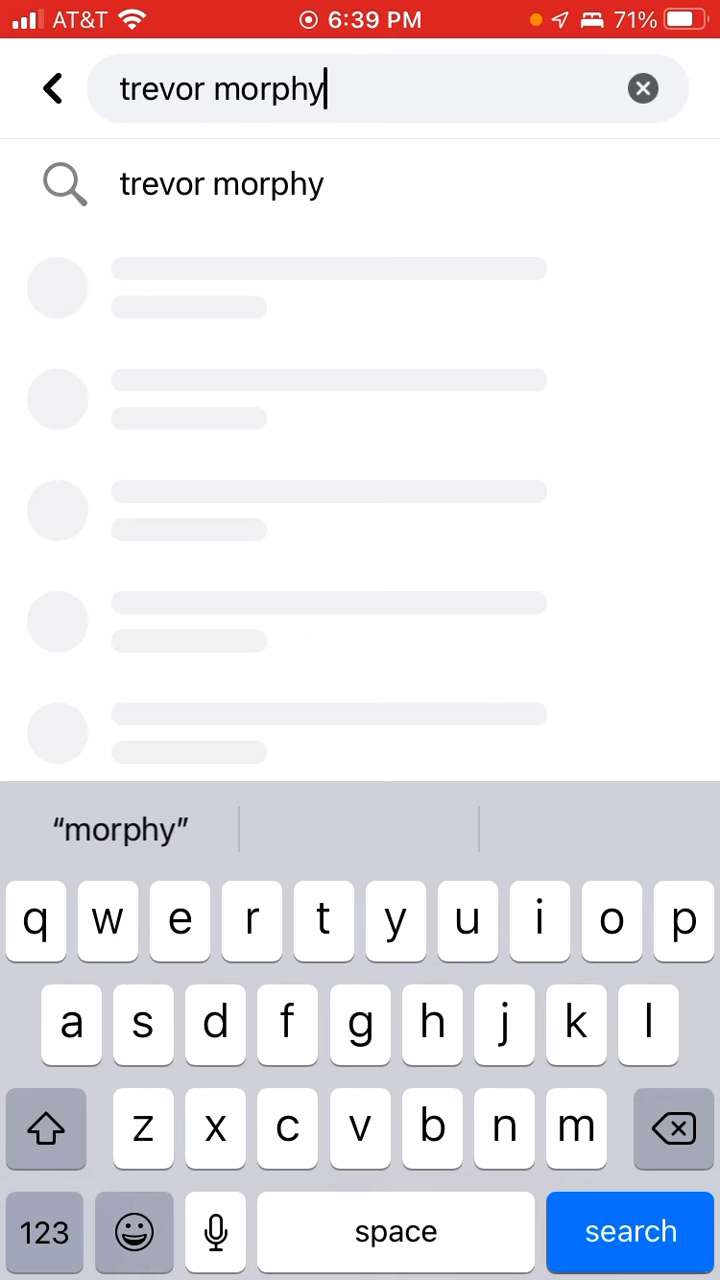 AT&T 6:39 PM 71%
trevor morphy
trevor morphy
“morphy”
q w e r t y u i o p
a s d f g h j k l
z x c v b n m
123 space search